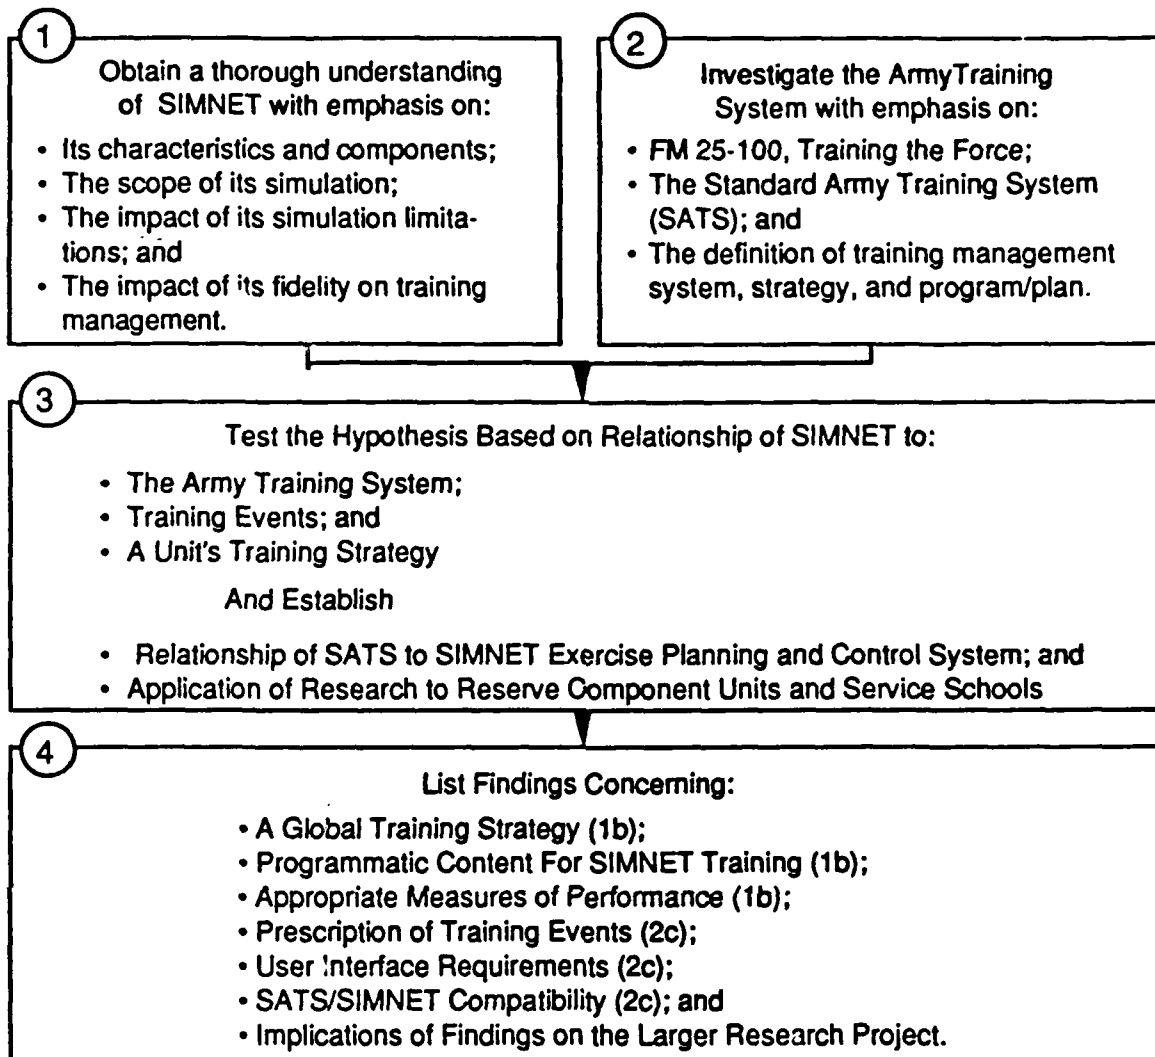 1
Obtain a thorough understanding
of SIMNET with emphasis on:
• Its characteristics and components;
• The scope of its simulation;
• The impact of its simulation limita-
tions; and
• The impact of its fidelity on training
management.
2
Investigate the ArmyTraining
System with emphasis on:
• FM 25-100, Training the Force;
• The Standard Army Training System
(SATS); and
• The definition of training management
system, strategy, and program/plan.
3
Test the Hypothesis Based on Relationship of SIMNET to:
• The Army Training System;
• Training Events; and
• A Unit's Training Strategy
And Establish
• Relationship of SATS to SIMNET Exercise Planning and Control System; and
• Application of Research to Reserve Component Units and Service Schools
4
List Findings Concerning:
• A Global Training Strategy (1b);
• Programmatic Content For SIMNET Training (1b);
• Appropriate Measures of Performance (1b);
• Prescription of Training Events (2c);
• User Interface Requirements (2c);
• SATS/SIMNET Compatibility (2c); and
• Implications of Findings on the Larger Research Project.